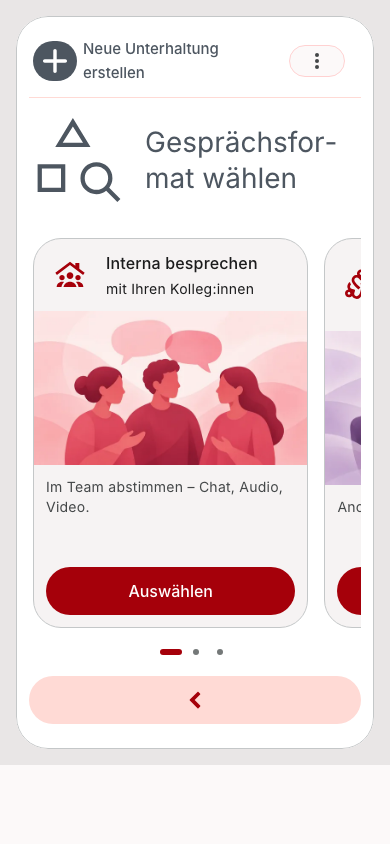 Neue Unterhaltung
erstellen
Gesprächsfor-
mat wählen
Interna besprechen
mit Ihren Kolleg:innen
Im Team abstimmen – Chat, Audio,
Video.
Auswählen